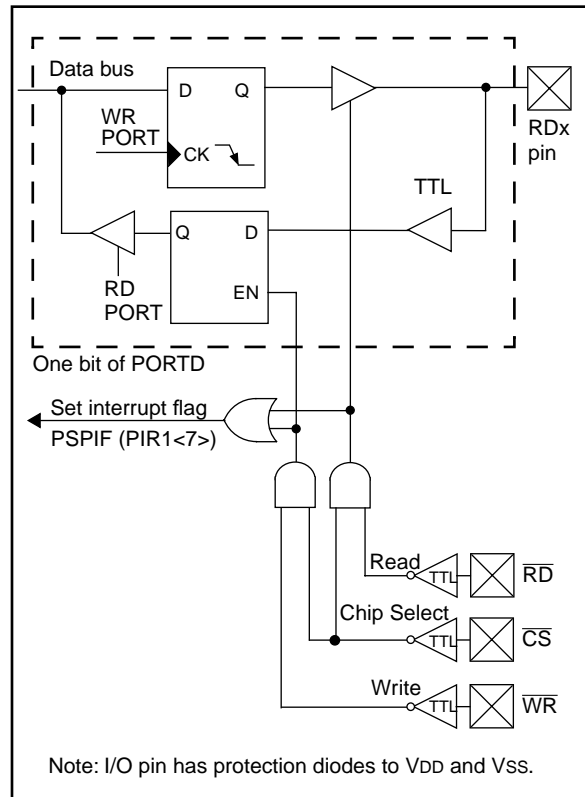 Data bus
D Q
WR
PORT
CK
RDx
pin
TTL
Q D
EN
RD
PORT
One bit of PORTD
Set interrupt flag
PSPIF (PIR1<7>)
Read
TTL
RD
Chip Select
TTL
CS
Write
TTL
WR
Note: I/O pin has protection diodes to VDD and VSS.